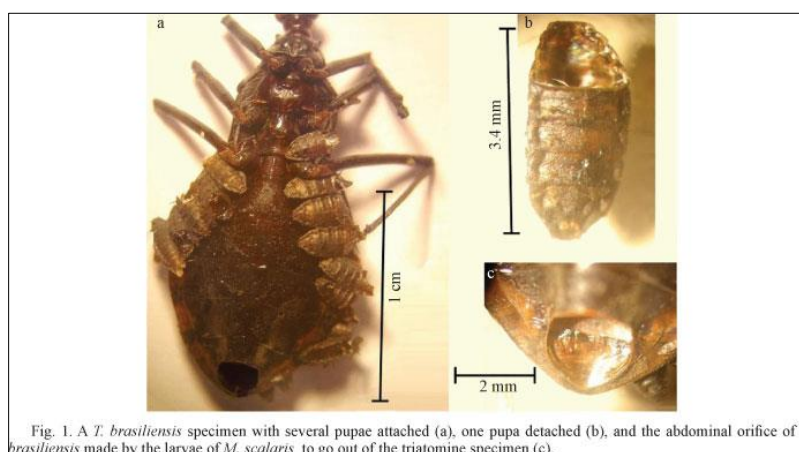 a
b
3.4 mm
1 cm
c
2 mm
Fig. 1. A T. brasiliensis specimen with several pupae attached (a), one pupa detached (b), and the abdominal orifice of
brasiliensis made by the larvae of M. scalaris, to go out of the triatomine specimen (c).